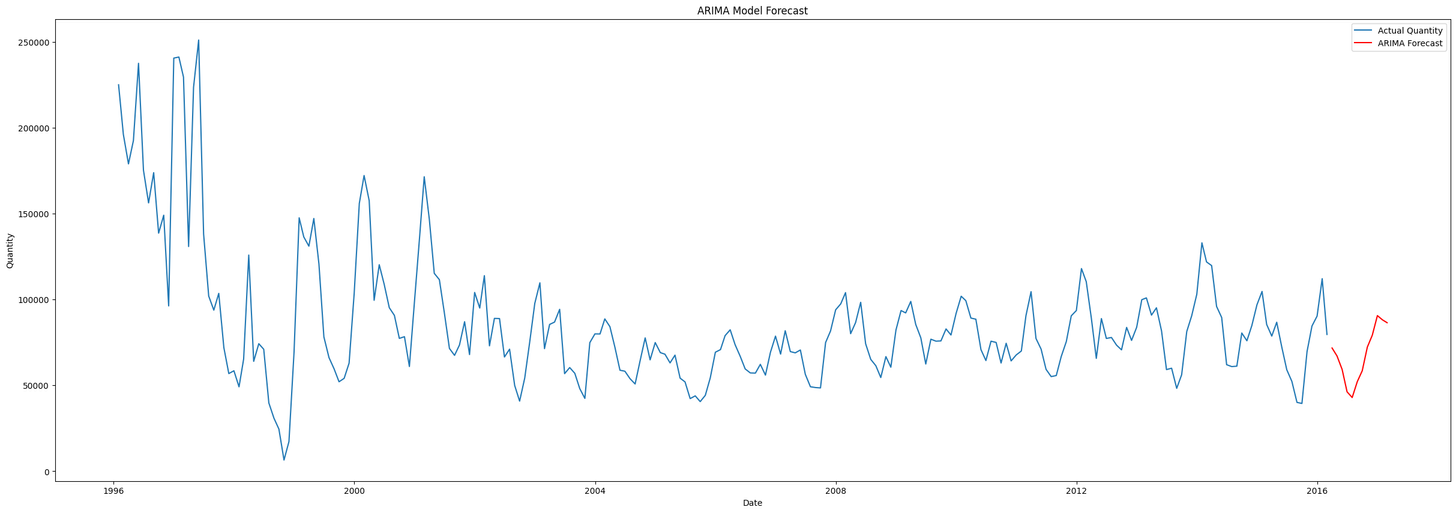 ARIMA Model Forecast
Actual Quantity
ARIMA Forecast
250000
200000
150000
100000
50000
0
Quantity
1996
2000
2004
2008
2012
2016
Date